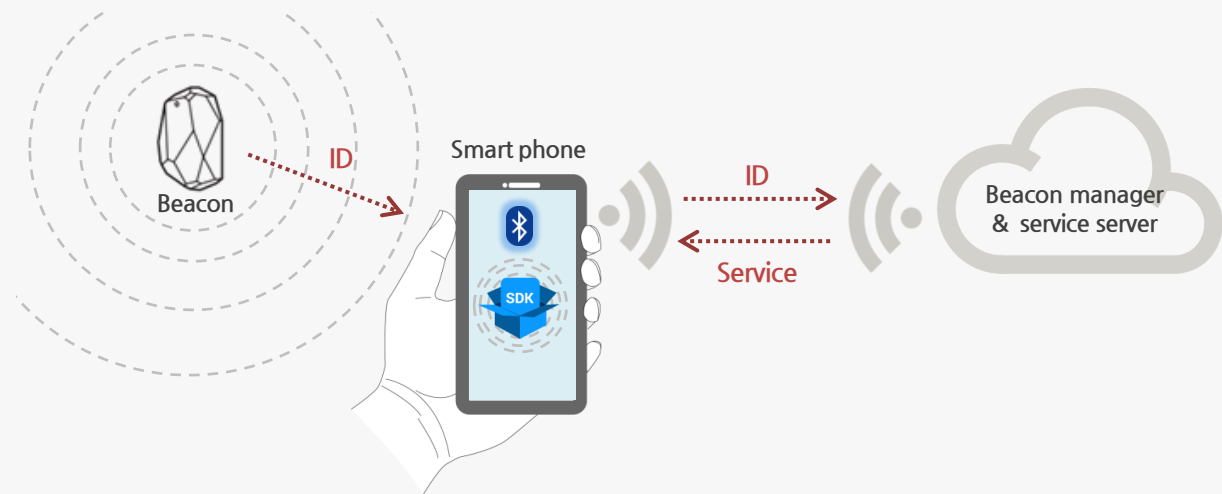 ID
Smart phone
Beacon
SDK
ID
Service
Beacon manager
& service server